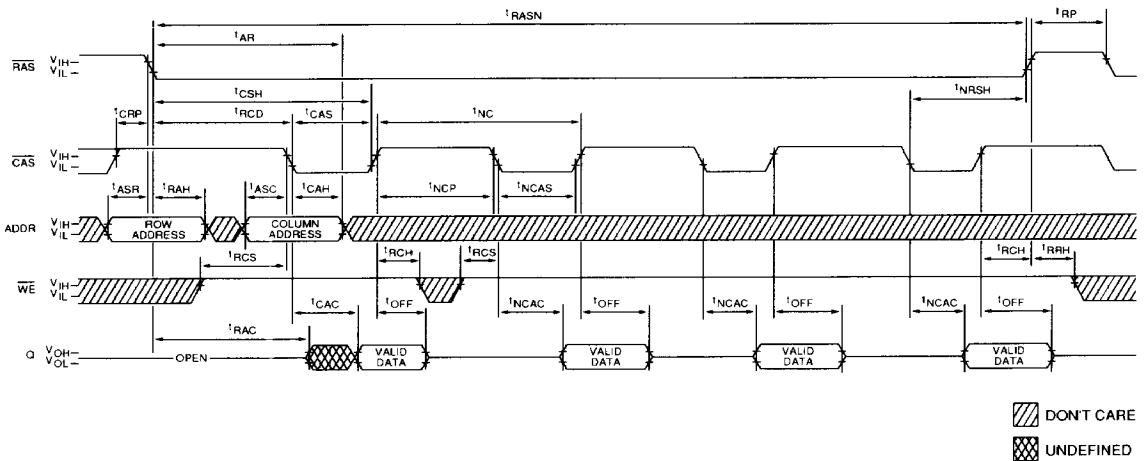 tRASN
tRP
tAR
RAS VIH VIL
tCSH
tNRSH
tCRP
tRCD
tCAS
tNC
CAS VIH VIL
tASR
tRAH
tASC
tCAH
tNCP
tNCAS
ADDR VIH VIL
ROW ADDRESS
COLUMN ADDRESS
tRCS
tRCH
tRCS
tRCH
tRRH
WE VIH VIL
tCAC
tOFF
tNCAC
tOFF
tNCAC
tOFF
tNCAC
tOFF
tRAC
Q VOH VOL
OPEN
VALID DATA
VALID DATA
VALID DATA
VALID DATA
DON'T CARE
UNDEFINED